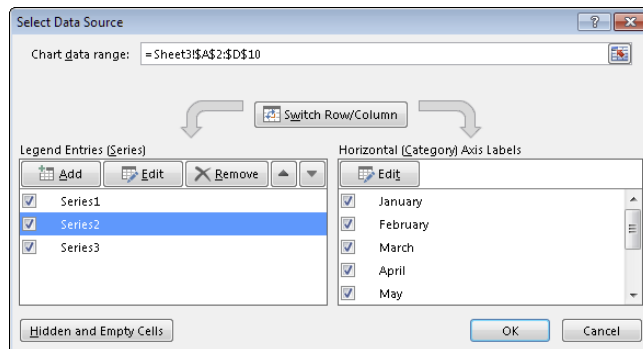 Select Data Source
Chart data range: =Sheet3!$A$2:$D$10
Switch Row/Column
Legend Entries (Series)
Add Edit Remove
Series1
Series2
Series3
Horizontal (Category) Axis Labels
Edit
January
February
March
April
May
Hidden and Empty Cells
OK Cancel